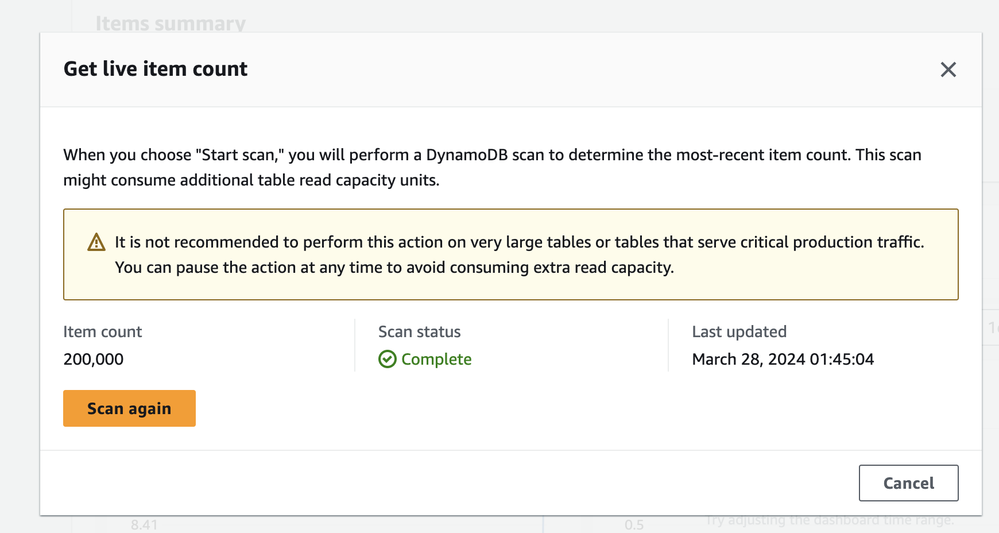 Items summary
Get live item count
When you choose "Start scan," you will perform a DynamoDB scan to determine the most-recent item count. This scan
might consume additional table read capacity units.
It is not recommended to perform this action on very large tables or tables that serve critical production traffic.
You can pause the action at any time to avoid consuming extra read capacity.
Item count
200,000
Scan status
Complete
Last updated
March 28, 2024 01:45:04
Scan again
Cancel
8.41
0.5
Try adjusting the dashboard time range.